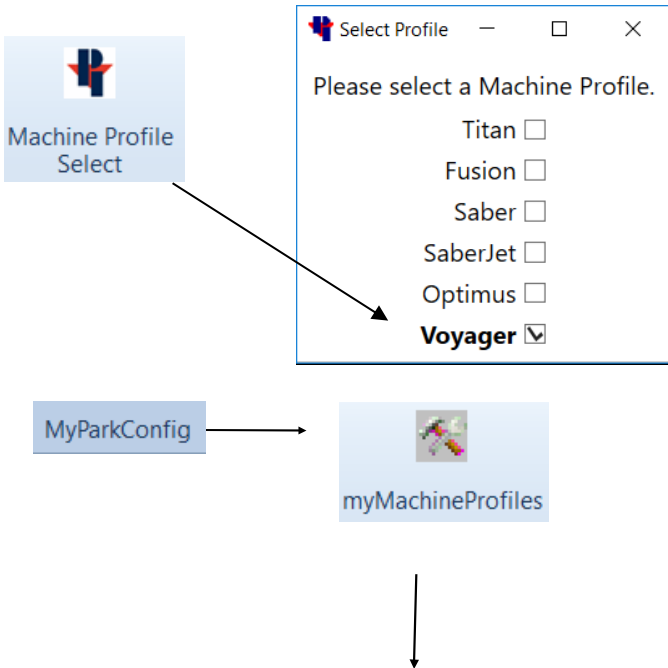 Select Profile
Please select a Machine Profile.
Titan
Fusion
Saber
SaberJet
Optimus
Voyager
Machine Profile
Select
MyParkConfig
myMachineProfiles